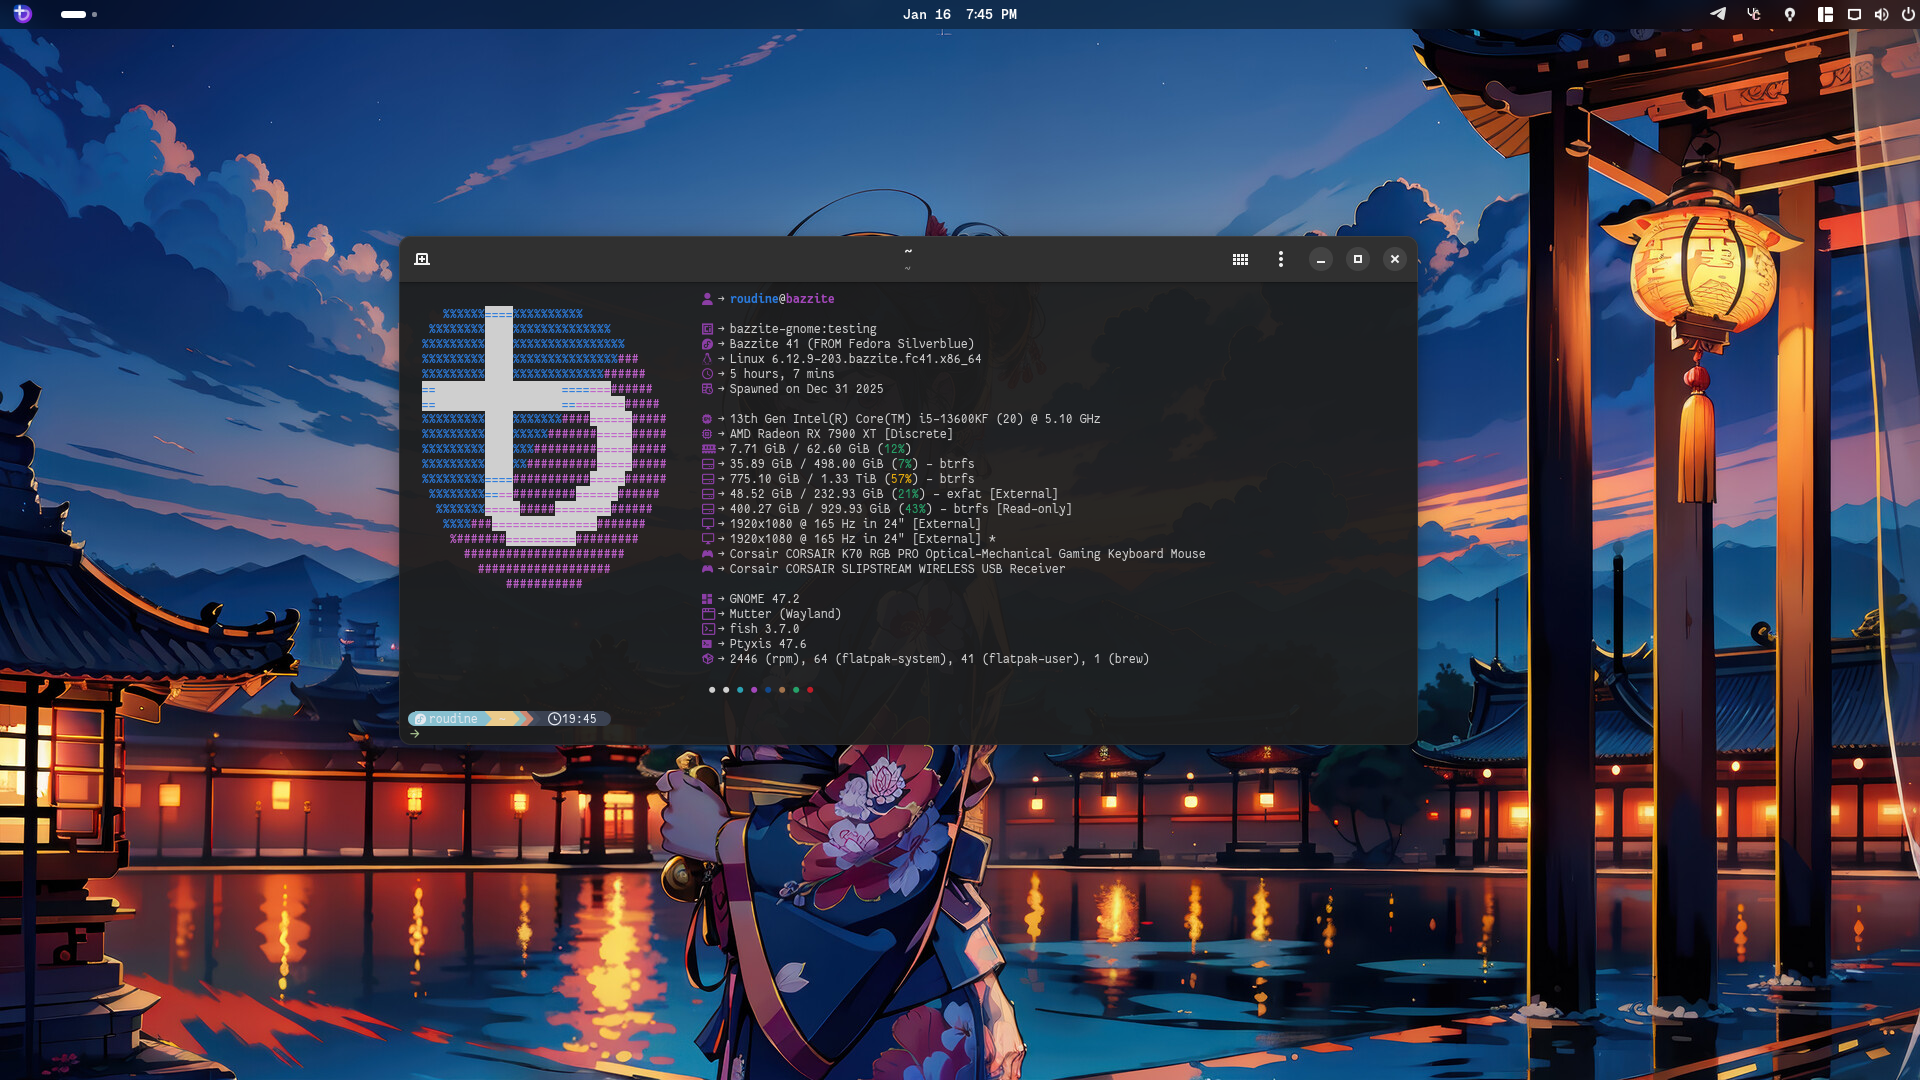 Jan 16 7:45 PM
~
~
→ roudine@bazzite
→ bazzite-gnome:testing
→ Bazzite 41 (FROM Fedora Silverblue)
→ Linux 6.12.9-203.bazzite.fc41.x86_64
→ 5 hours, 7 mins
→ Spawned on Dec 31 2025
→ 13th Gen Intel(R) Core(TM) i5-13600KF (20) @ 5.10 GHz
→ AMD Radeon RX 7900 XT [Discrete]
→ 7.71 GiB / 62.60 GiB (12%)
→ 35.89 GiB / 498.00 GiB (7%) - btrfs
→ 775.10 GiB / 1.33 TiB (57%) - btrfs
→ 48.52 GiB / 232.93 GiB (21%) - exfat [External]
→ 400.27 GiB / 929.93 GiB (43%) - btrfs [Read-only]
→ 1920x1080 @ 165 Hz in 24" [External]
→ 1920x1080 @ 165 Hz in 24" [External] *
→ Corsair CORSAIR K70 RGB PRO Optical-Mechanical Gaming Keyboard Mouse
→ Corsair CORSAIR SLIPSTREAM WIRELESS USB Receiver
→ GNOME 47.2
→ Mutter (Wayland)
→ fish 3.7.0
→ Ptyxis 47.6
→ 2446 (rpm), 64 (flatpak-system), 41 (flatpak-user), 1 (brew)
roudine ~ 19:45
→